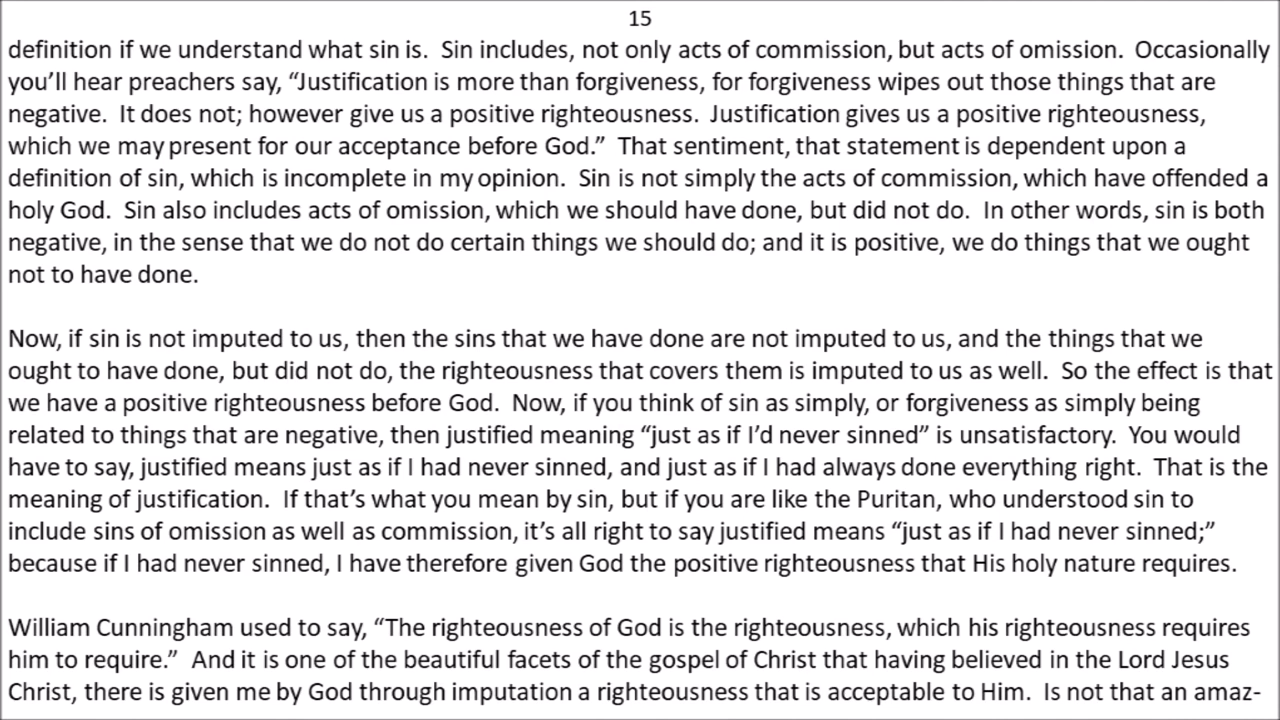 15
definition if we understand what sin is.  Sin includes, not only acts of commission, but acts of omission.  Occasionally
you’ll hear preachers say, “Justification is more than forgiveness, for forgiveness wipes out those things that are
negative.  It does not; however give us a positive righteousness.  Justification gives us a positive righteousness,
which we may present for our acceptance before God.”  That sentiment, that statement is dependent upon a
definition of sin, which is incomplete in my opinion.  Sin is not simply the acts of commission, which have offended a
holy God.  Sin also includes acts of omission, which we should have done, but did not do.  In other words, sin is both
negative, in the sense that we do not do certain things we should do; and it is positive, we do things that we ought
not to have done.
Now, if sin is not imputed to us, then the sins that we have done are not imputed to us, and the things that we
ought to have done, but did not do, the righteousness that covers them is imputed to us as well.  So the effect is that
we have a positive righteousness before God.  Now, if you think of sin as simply, or forgiveness as simply being
related to things that are negative, then justified meaning “just as if I’d never sinned” is unsatisfactory.  You would
have to say, justified means just as if I had never sinned, and just as if I had always done everything right.  That is the
meaning of justification.  If that’s what you mean by sin, but if you are like the Puritan, who understood sin to
include sins of omission as well as commission, it’s all right to say justified means “just as if I had never sinned;”
because if I had never sinned, I have therefore given God the positive righteousness that His holy nature requires.
William Cunningham used to say, “The righteousness of God is the righteousness, which his righteousness requires
him to require.”  And it is one of the beautiful facets of the gospel of Christ that having believed in the Lord Jesus
Christ, there is given me by God through imputation a righteousness that is acceptable to Him.  Is not that an amaz-